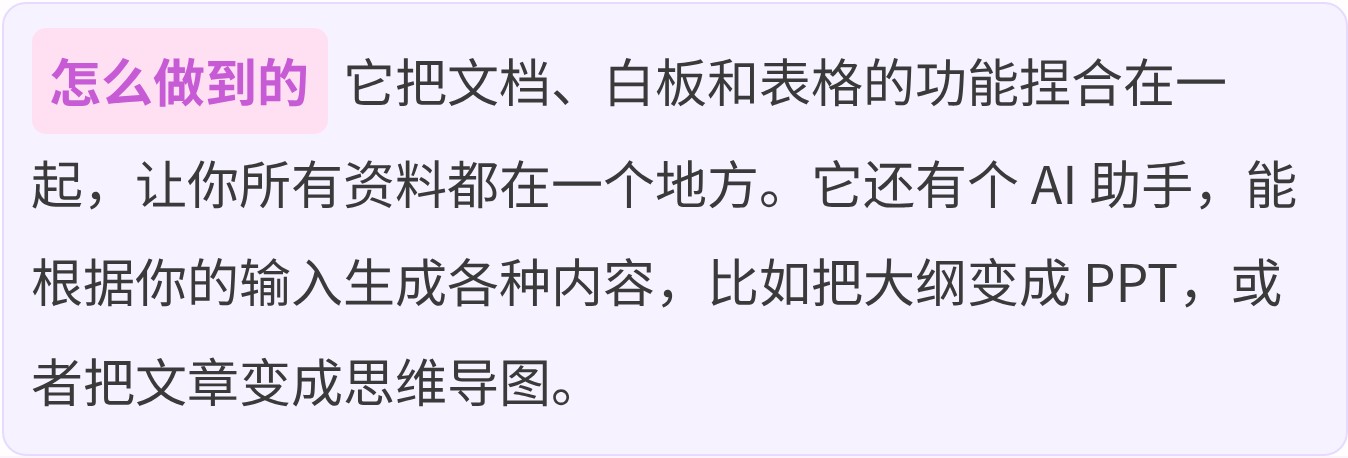 怎么做到的 它把文档、白板和表格的功能捏合在一
起，让你所有资料都在一个地方。它还有个 AI 助手，能
根据你的输入生成各种内容，比如把大纲变成 PPT，或
者把文章变成思维导图。